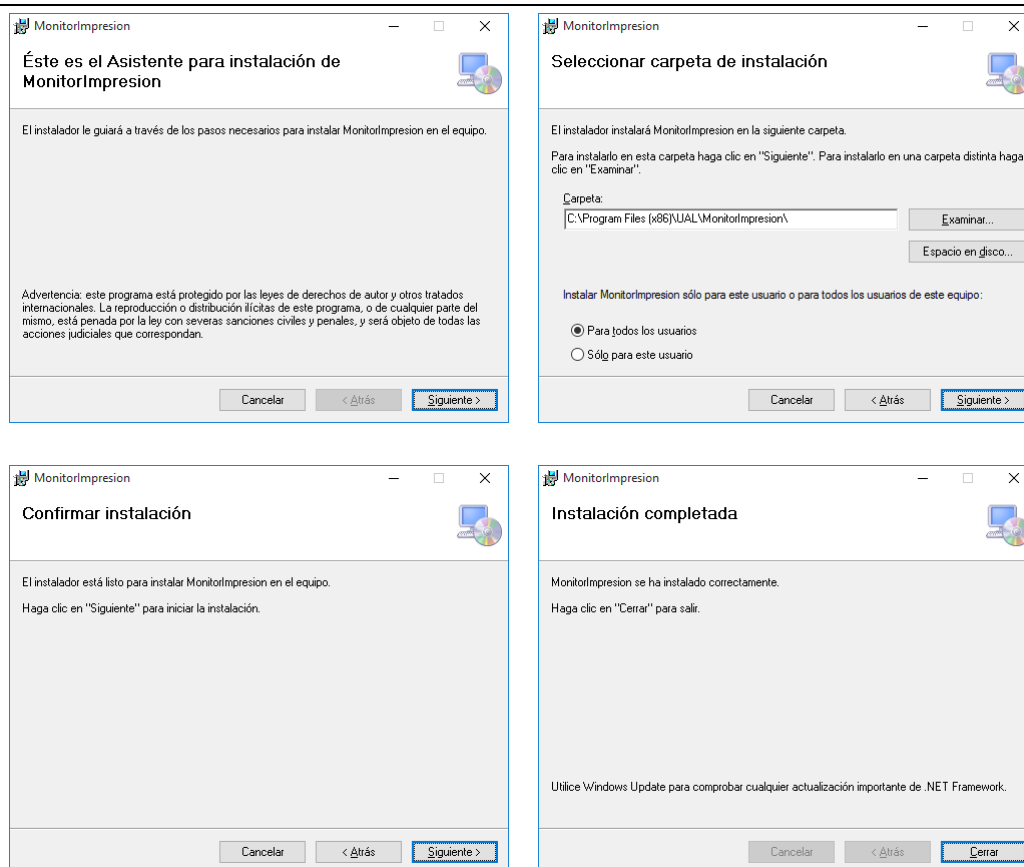 MonitorImpresion
Éste es el Asistente para instalación de
MonitorImpresion
El instalador le guiará a través de los pasos necesarios para instalar MonitorImpresion en el equipo.
Advertencia: este programa está protegido por las leyes de derechos de autor y otros tratados
internacionales. La reproducción o distribución ilícitas de este programa, o de cualquier parte del
mismo, está penada por la ley con severas sanciones civiles y penales, y será objeto de todas las
acciones judiciales que correspondan.
Cancelar
< Atrás
Siguiente >
MonitorImpresion
Seleccionar carpeta de instalación
El instalador instalará MonitorImpresion en la siguiente carpeta.
Para instalarlo en esta carpeta haga clic en "Siguiente". Para instalarlo en una carpeta distinta haga
clic en "Examinar".
Carpeta:
C:\Program Files (x86)\UAL\MonitorImpresion\
Examinar...
Espacio en disco...
Instalar MonitorImpresion sólo para este usuario o para todos los usuarios de este equipo:
Para todos los usuarios
Sólo para este usuario
Cancelar
< Atrás
Siguiente >
MonitorImpresion
Confirmar instalación
El instalador está listo para instalar MonitorImpresion en el equipo.
Haga clic en "Siguiente" para iniciar la instalación.
Cancelar
< Atrás
Siguiente >
MonitorImpresion
Instalación completada
MonitorImpresion se ha instalado correctamente.
Haga clic en "Cerrar" para salir.
Utilice Windows Update para comprobar cualquier actualización importante de .NET Framework.
Cancelar
< Atrás
Cerrar